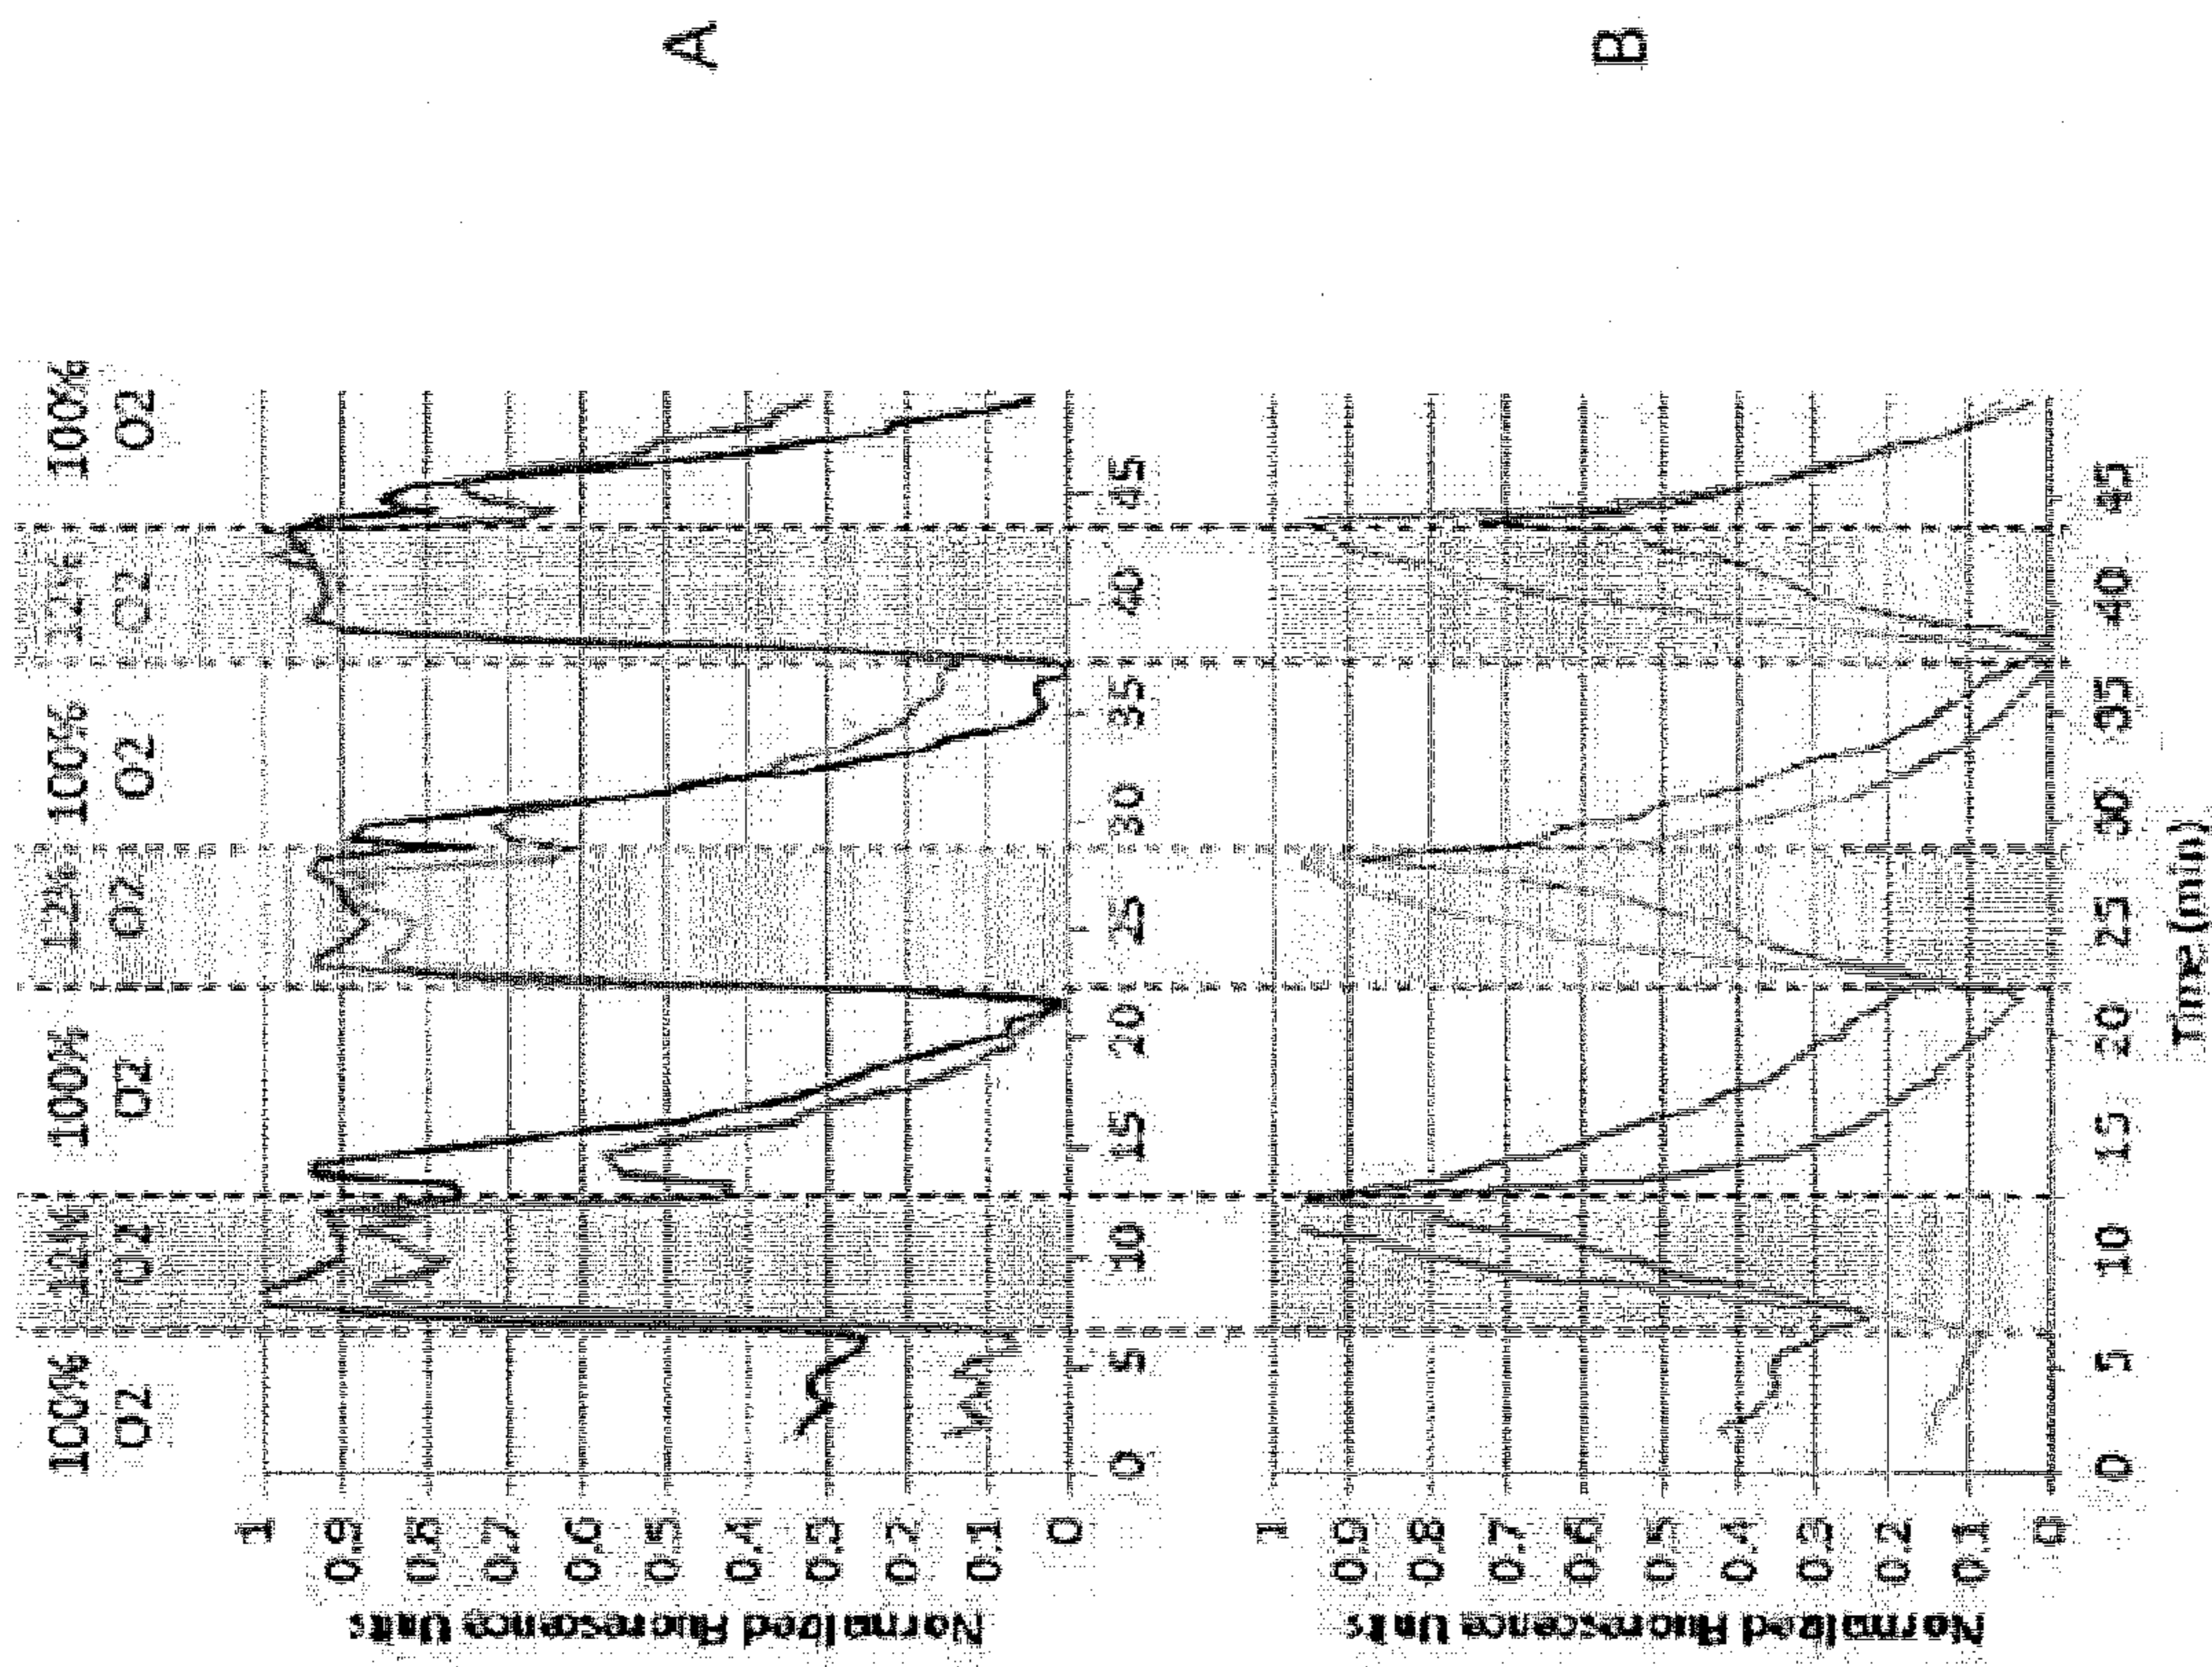 100% 12% 100% 12% 100% 12% 100%
O2 O2 O2 O2 O2 O2 O2
A
Normalized Fluorescence Units
1
0.9
0.8
0.7
0.6
0.5
0.4
0.3
0.2
0.1
0
0 5 10 15 20 25 30 35 40 45
B
Normalized Fluorescence Units
1
0.9
0.8
0.7
0.6
0.5
0.4
0.3
0.2
0.1
0
0 5 10 15 20 25 30 35 40 45
Time (min)